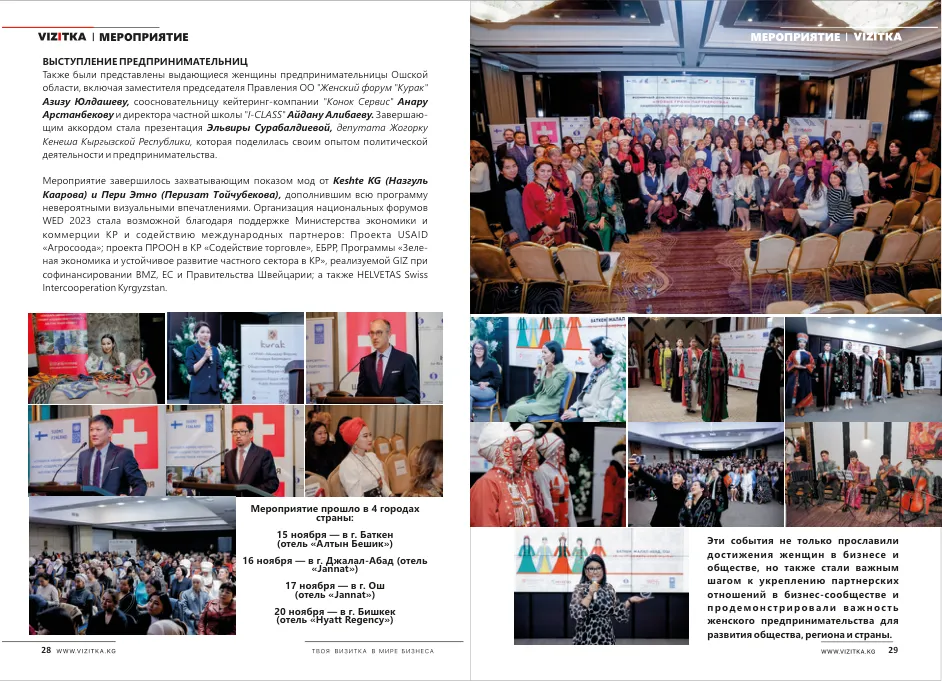 VIZITKA | МЕРОПРИЯТИЕ
ВЫСТУПЛЕНИЕ ПРЕДПРИНИМАТЕЛЬНИЦ
Также были представлены выдающиеся женщины предпринимательницы Ошской
области, включая заместителя председателя Правления ОО "Женский форум "Курак"
Азизу Юлдашеву, соосновательницу кейтеринг-компании "Конок Сервис" Анару
Арстанбекову и директора частной школы "I-CLASS" Айдану Алибаеву. Завершаю-
щим аккордом стала презентация Эльвиры Сурабалдиевой, депутата Жогорку
Кенеша Кыргызской Республики, которая поделилась своим опытом политической
деятельности и предпринимательства.
Мероприятие завершилось захватывающим показом мод от Keshte KG (Назгуль
Каарова) и Пери Этно (Перизат Тойчубекова), дополнившим всю программу
невероятными визуальными впечатлениями. Организация национальных форумов
WED 2023 стала возможной благодаря поддержке Министерства экономики и
коммерции КР и содействию международных партнеров: Проекта USAID
«Агросоода»; проекта ПРООН в КР «Содействие торговле», ЕБРР, Программы «Зеле-
ная экономика и устойчивое развитие частного сектора в КР», реализуемой GIZ при
софинансировании BMZ, ЕС и Правительства Швейцарии; а также HELVETAS Swiss
Intercooperation Kyrgyzstan.
kurak
Мероприятие прошло в 4 городах
страны:
15 ноября — в г. Баткен
(отель «Алтын Бешик»)
16 ноября — в г. Джалал-Абад (отель
«Jannat»)
17 ноября — в г. Ош
(отель «Jannat»)
20 ноября — в г. Бишкек
(отель «Hyatt Regency»)
28 WWW.VIZITKA.KG
ТВОЯ ВИЗИТКА В МИРЕ БИЗНЕСА
МЕРОПРИЯТИЕ | VIZITKA
Эти события не только прославили
достижения женщин в бизнесе и
обществе, но также стали важным
шагом к укреплению партнерских
отношений в бизнес-сообществе и
продемонстрировали важность
женского предпринимательства для
развития общества, региона и страны.
WWW.VIZITKA.KG 29